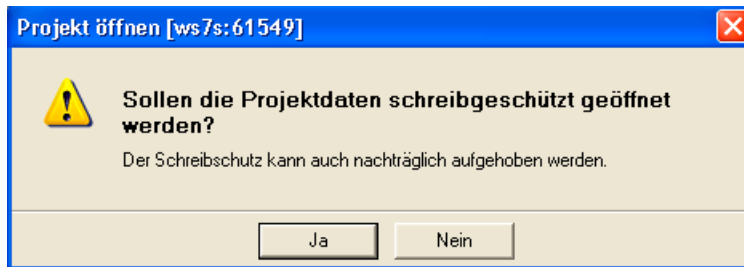 Projekt öffnen [ws7s:61549]
Sollen die Projektdaten schreibgeschützt geöffnet
werden?
Der Schreibschutz kann auch nachträglich aufgehoben werden.
Ja Nein